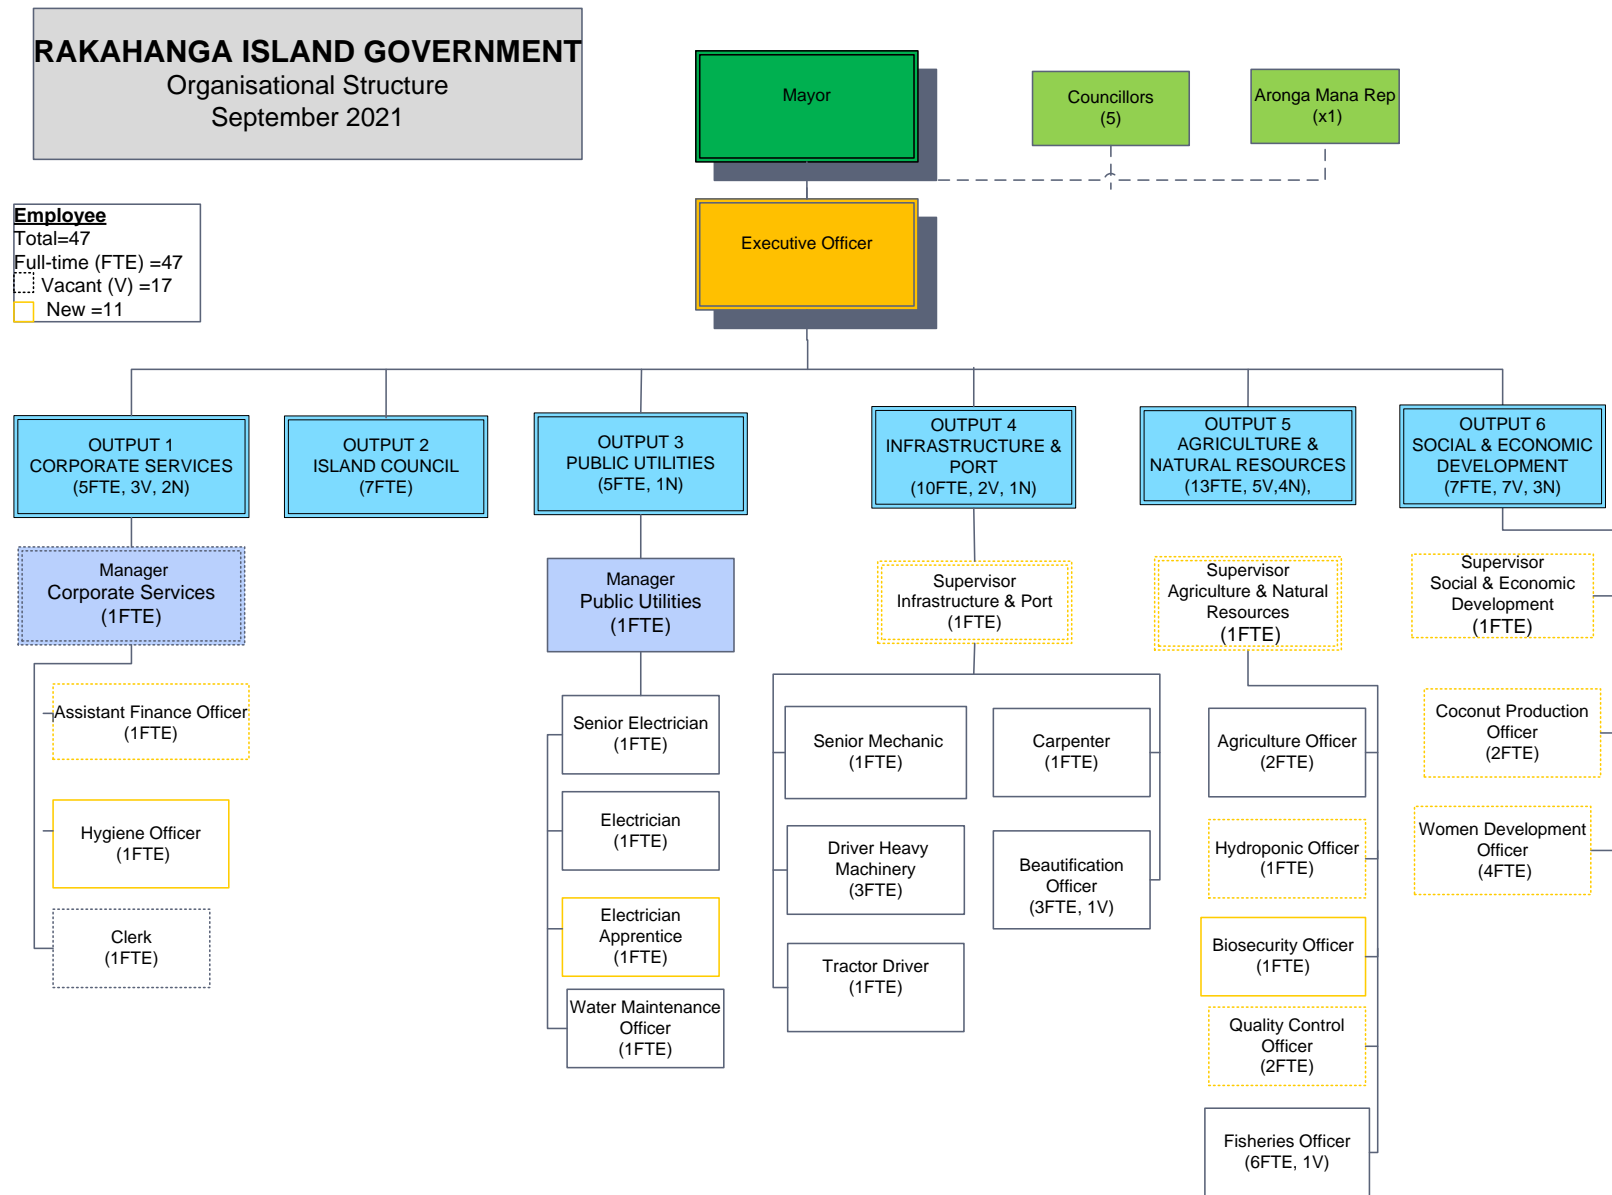 RAKAHANGA ISLAND GOVERNMENT
Organisational Structure
September 2021
Mayor
Councillors
(5)
Aronga Mana Rep
(x1)
Employee
Total=47
Full-time (FTE) =47
Vacant (V) =17
New =11
Executive Officer
OUTPUT 1
CORPORATE SERVICES
(5FTE, 3V, 2N)
OUTPUT 2
ISLAND COUNCIL
(7FTE)
OUTPUT 3
PUBLIC UTILITIES
(5FTE, 1N)
OUTPUT 4
INFRASTRUCTURE &
PORT
(10FTE, 2V, 1N)
OUTPUT 5
AGRICULTURE &
NATURAL RESOURCES
(13FTE, 5V,4N),
OUTPUT 6
SOCIAL & ECONOMIC
DEVELOPMENT
(7FTE, 7V, 3N)
Manager
Corporate Services
(1FTE)
Assistant Finance Officer
(1FTE)
Hygiene Officer
(1FTE)
Clerk
(1FTE)
Manager
Public Utilities
(1FTE)
Senior Electrician
(1FTE)
Electrician
(1FTE)
Electrician
Apprentice
(1FTE)
Water Maintenance
Officer
(1FTE)
Supervisor
Infrastructure & Port
(1FTE)
Senior Mechanic
(1FTE)
Driver Heavy
Machinery
(3FTE)
Tractor Driver
(1FTE)
Carpenter
(1FTE)
Beautification
Officer
(3FTE, 1V)
Supervisor
Agriculture & Natural
Resources
(1FTE)
Agriculture Officer
(2FTE)
Hydroponic Officer
(1FTE)
Biosecurity Officer
(1FTE)
Quality Control
Officer
(2FTE)
Fisheries Officer
(6FTE, 1V)
Supervisor
Social & Economic
Development
(1FTE)
Coconut Production
Officer
(2FTE)
Women Development
Officer
(4FTE)